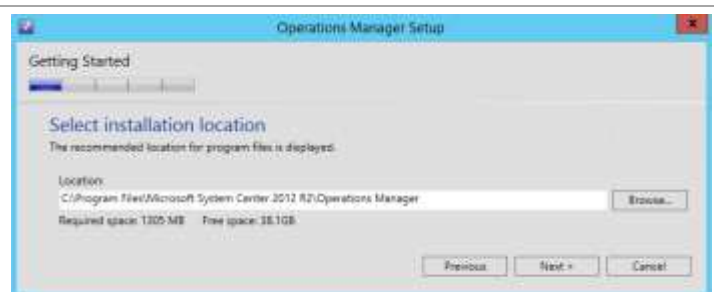 Operations Manager Setup
Getting Started
Select installation location
The recommended location for program files is displayed.
Location:
C:\Program Files\Microsoft System Center 2012 R2\Operations Manager
Browse...
Required space: 1305 MB Free space: 38.1GB
Previous Next > Cancel